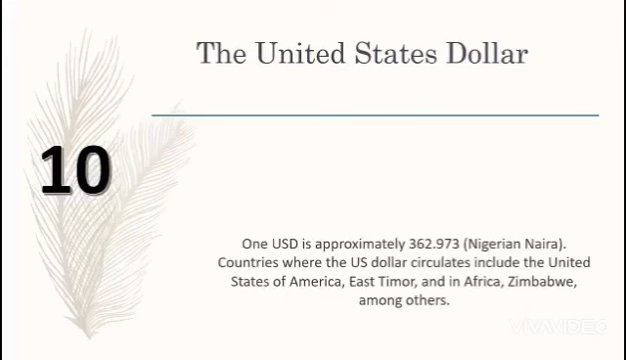 The United States Dollar
10
One USD is approximately 362.973 (Nigerian Naira).
Countries where the US dollar circulates include the United
States of America, East Timor, and in Africa, Zimbabwe,
among others.
VIVAVIDEO